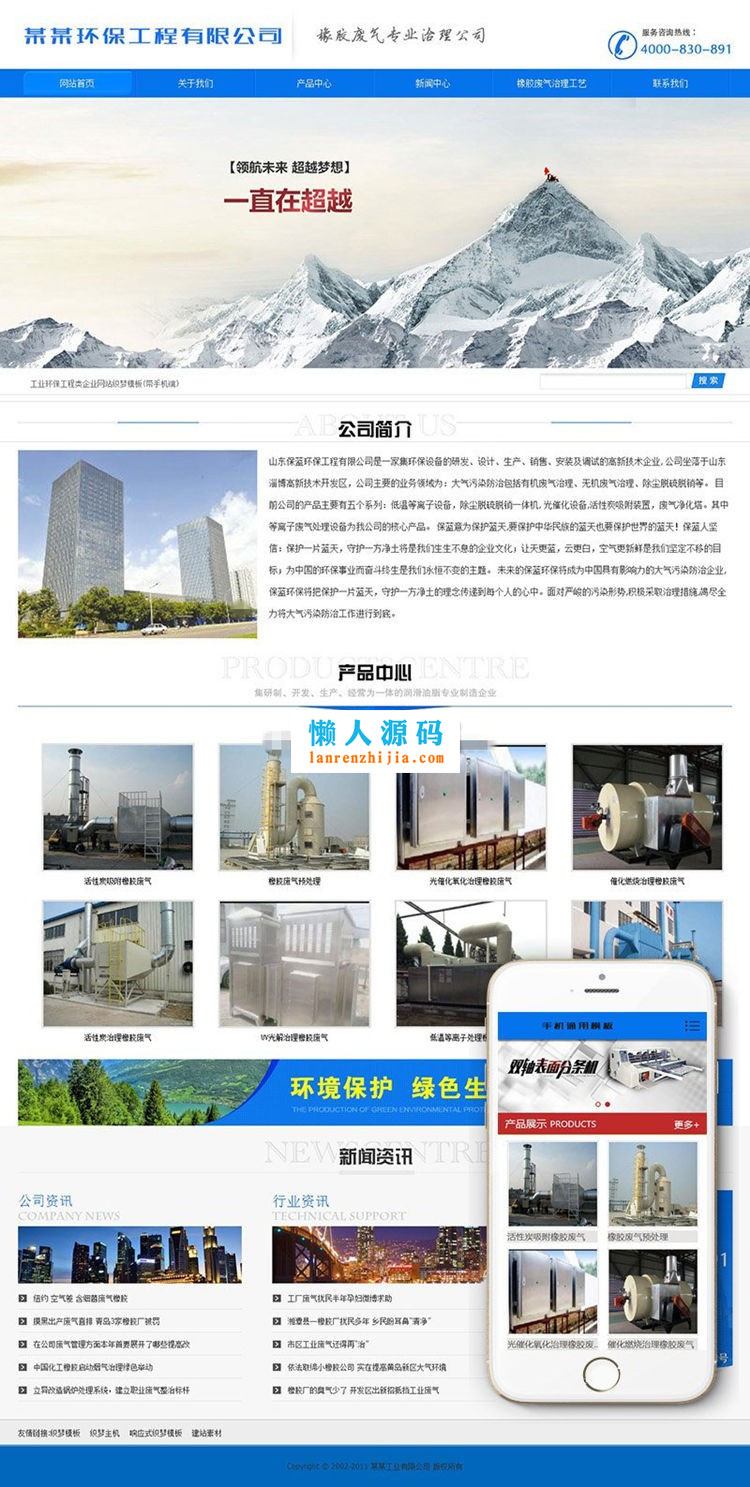 某某环保工程有限公司
橡胶废气专业治理公司
服务咨询热线：
4000-830-891
网站首页 关于我们 产品中心 新闻中心 橡胶废气治理工艺 联系我们
【领航未来 超越梦想】
一直在超越
工业环保工程类企业网站织梦模板(带手机端)
搜索
ABOUT US
公司简介
山东保蓝环保工程有限公司是一家集环保设备的研发、设计、生产、销售、安装及调试的高新技术企业, 公司坐落于山东
淄博高新技术开发区，公司主要的业务领域为：大气污染防治包括有机废气治理、无机废气治理、除尘脱硫脱硝等。 目
前公司的产品主要有五个系列：低温等离子设备，除尘脱硫脱硝一体机, 光催化设备,活性炭吸附装置，废气净化塔。其中
等离子废气处理设备为我公司的核心产品。 保蓝意为保护蓝天,要保护中华民族的蓝天也要保护世界的蓝天！保蓝人坚
信：保护一片蓝天，守护一方净土将是我们生生不息的企业文化；让天更蓝，云更白，空气更新鲜是我们坚定不移的目
标；为中国的环保事业而奋斗终生是我们永恒不变的主题。 未来的保蓝环保将成为中国具有影响力的大气污染防治企业,
保蓝环保将把保护一片蓝天，守护一方净土的理念传递到每个人的心中。面对严峻的污染形势,积极采取治理措施,竭尽全
力将大气污染防治工作进行到底。
PRODUCTS CENTRE
产品中心
集研制、开发、生产、经营为一体的润滑油脂专业制造企业
懒人源码
lanrenzhijia.com
活性炭吸附橡胶废气 橡胶废气预处理 光催化氧化治理橡胶废气 催化燃烧治理橡胶废气
活性炭治理橡胶废气 UV光解治理橡胶废气 低温等离子处理橡
环境保护 绿色生
THE PRODUCTION OF GREEN ENVIRONMENTAL PROTE
NEWS CENTRE
新闻资讯
公司资讯
COMPANY NEWS
纽约 空气签 含细菌废气橡胶
摸黑出产废气直排 青岛3家橡胶厂被罚
在公司废气管理方面本年首要展开了哪些提高改
中国化工橡胶启动烟气治理绿色举动
立异改造锅炉处理系统，建立职业废气整治标杆
行业资讯
TECHNICAL SUPPORT
工厂废气扰民半年孕妇微博求助
湘潭县一橡胶厂扰民多年 乡民盼耳鼻“清净”
市区工业废气还得再“治”
依法取缔小橡胶公司 实在提高黄岛新区大气环境
橡胶厂的臭气少了 开发区出新招抵挡工业废气
手机通用模板
双轴表面分条机
产品展示 PRODUCTS 更多+
活性炭吸附橡胶废气 橡胶废气预处理
光催化氧化治理橡胶废... 催化燃烧治理橡胶废气
01
号
友情链接:织梦模板 织梦主机 响应式织梦模板 建站素材
Copyright © 2002-2011 某某工业有限公司 版权所有